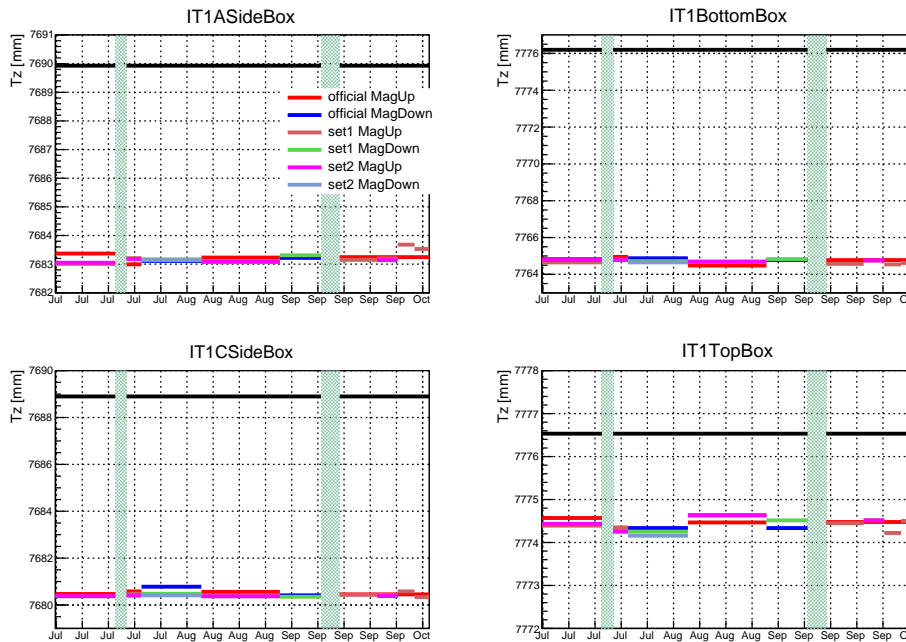 IT1ASideBox
Tz [mm]
7691
7690
7689
7688
7687
7686
7685
7684
7683
7682
official MagUp
official MagDown
set1 MagUp
set1 MagDown
set2 MagUp
set2 MagDown
Jul Jul Jul Jul Jul Aug Aug Aug Sep Sep Sep Sep Sep Sep Oct
IT1BottomBox
Tz [mm]
7776
7774
7772
7770
7768
7766
7764
Jul Jul Jul Jul Jul Aug Aug Aug Sep Sep Sep Sep Sep Sep
IT1CSideBox
Tz [mm]
7690
7688
7686
7684
7682
7680
Jul Jul Jul Jul Jul Aug Aug Aug Sep Sep Sep Sep Sep Sep Oct
IT1TopBox
Tz [mm]
7778
7777
7776
7775
7774
7773
7772
Jul Jul Jul Jul Jul Aug Aug Aug Sep Sep Sep Sep Sep Sep